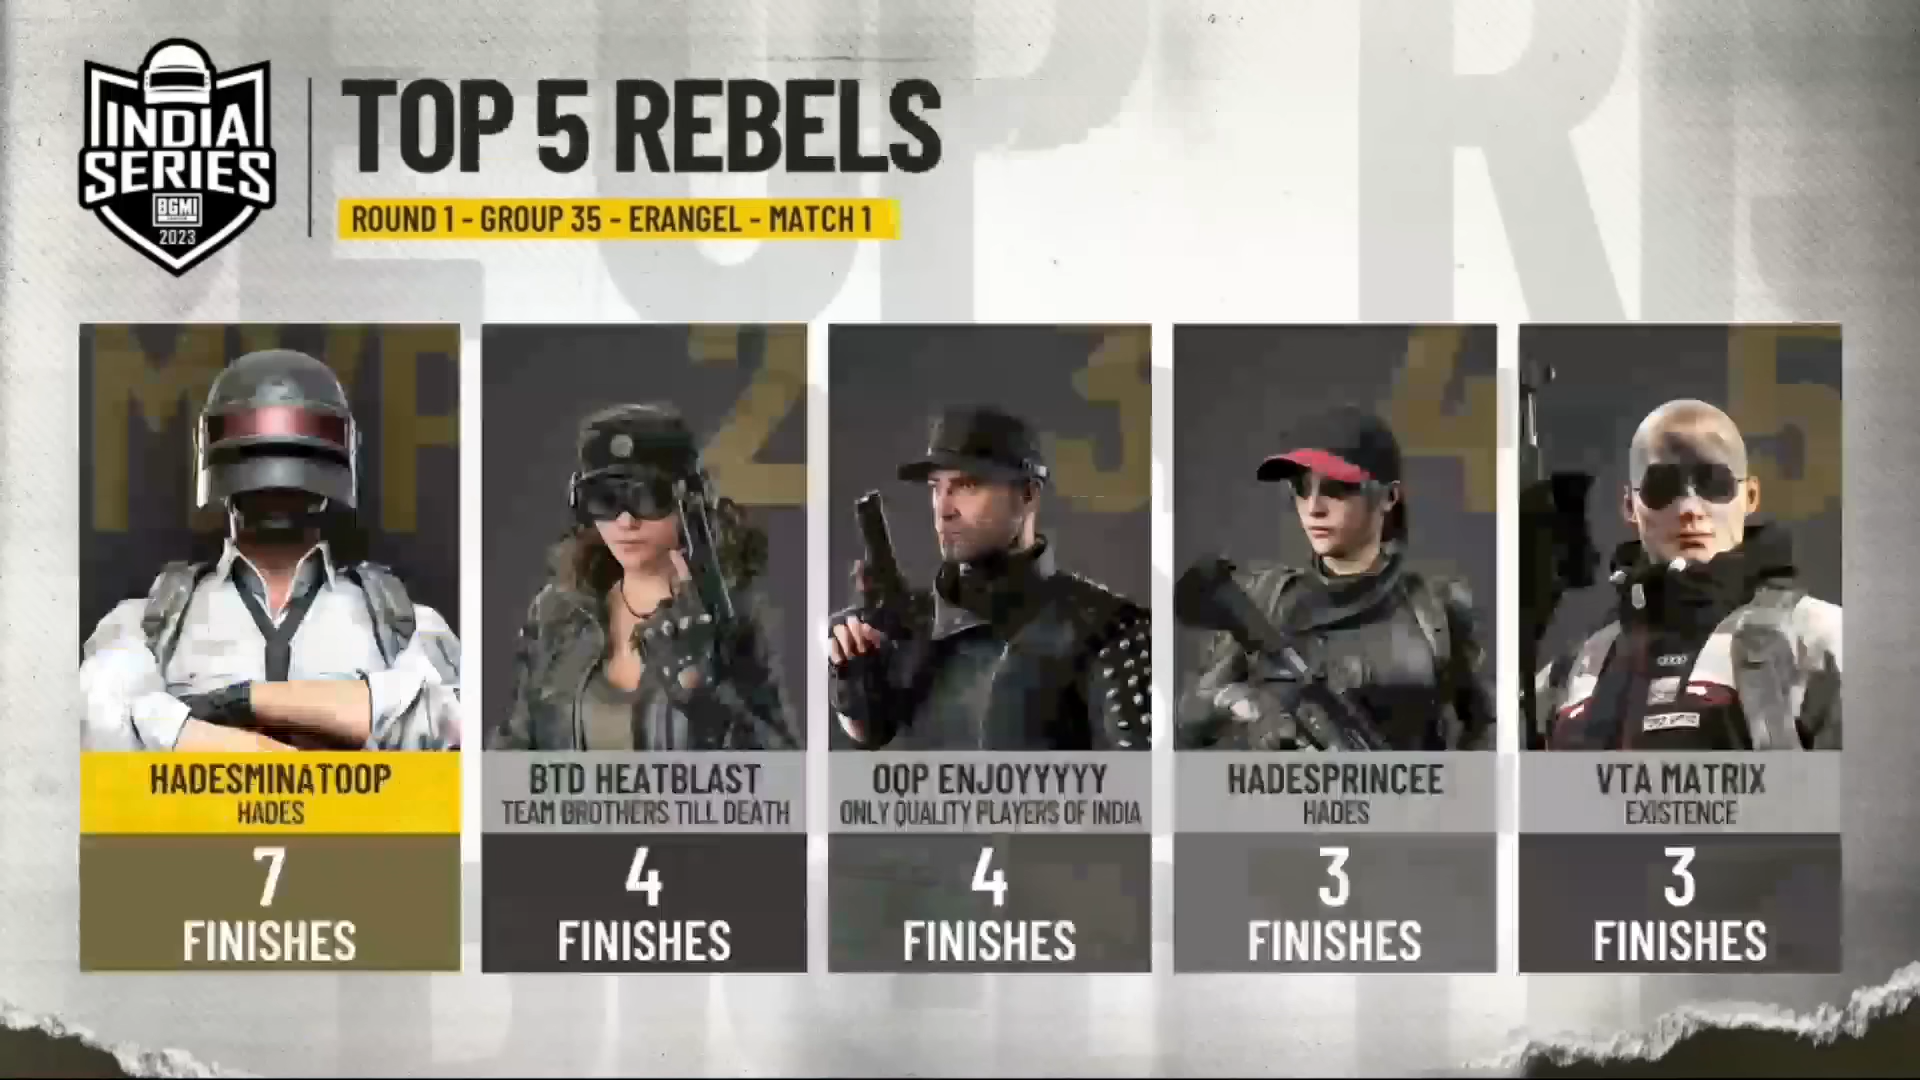 INDIA
SERIES
BGMI
2023
TOP 5 REBELS
ROUND 1 - GROUP 35 - ERANGEL - MATCH 1
MVP
2
3
4
5
HADESMINATOOP
HADES
7
FINISHES
BTD HEATBLAST
TEAM BROTHERS TILL DEATH
4
FINISHES
OQP ENJOYYYYY
ONLY QUALITY PLAYERS OF INDIA
4
FINISHES
HADESPRINCEE
HADES
3
FINISHES
VTA MATRIX
EXISTENCE
3
FINISHES